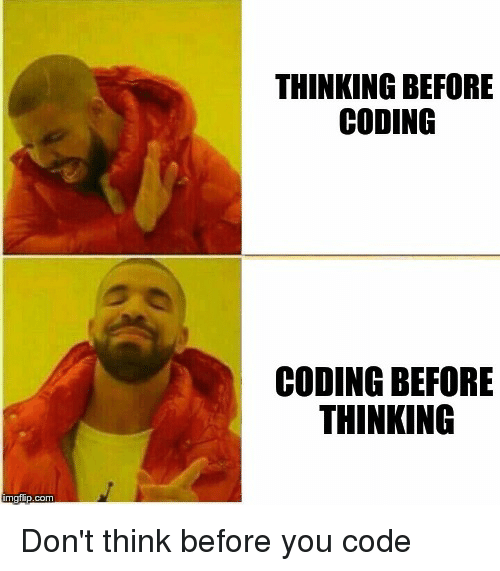 THINKING BEFORE
CODING
CODING BEFORE
THINKING
imgflip.com
Don't think before you code